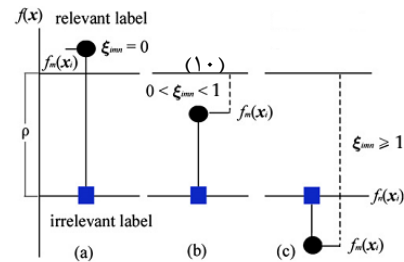 f(x) relevant label
ξᵢₘₙ = 0
fₘ(xᵢ)
(١٠)
0 < ξᵢₘₙ < 1
fₘ(xᵢ)
ρ
ξᵢₘₙ ⩾ 1
fₙ(xᵢ)
irrelevant label
fₘ(xᵢ)
(a) (b) (c)